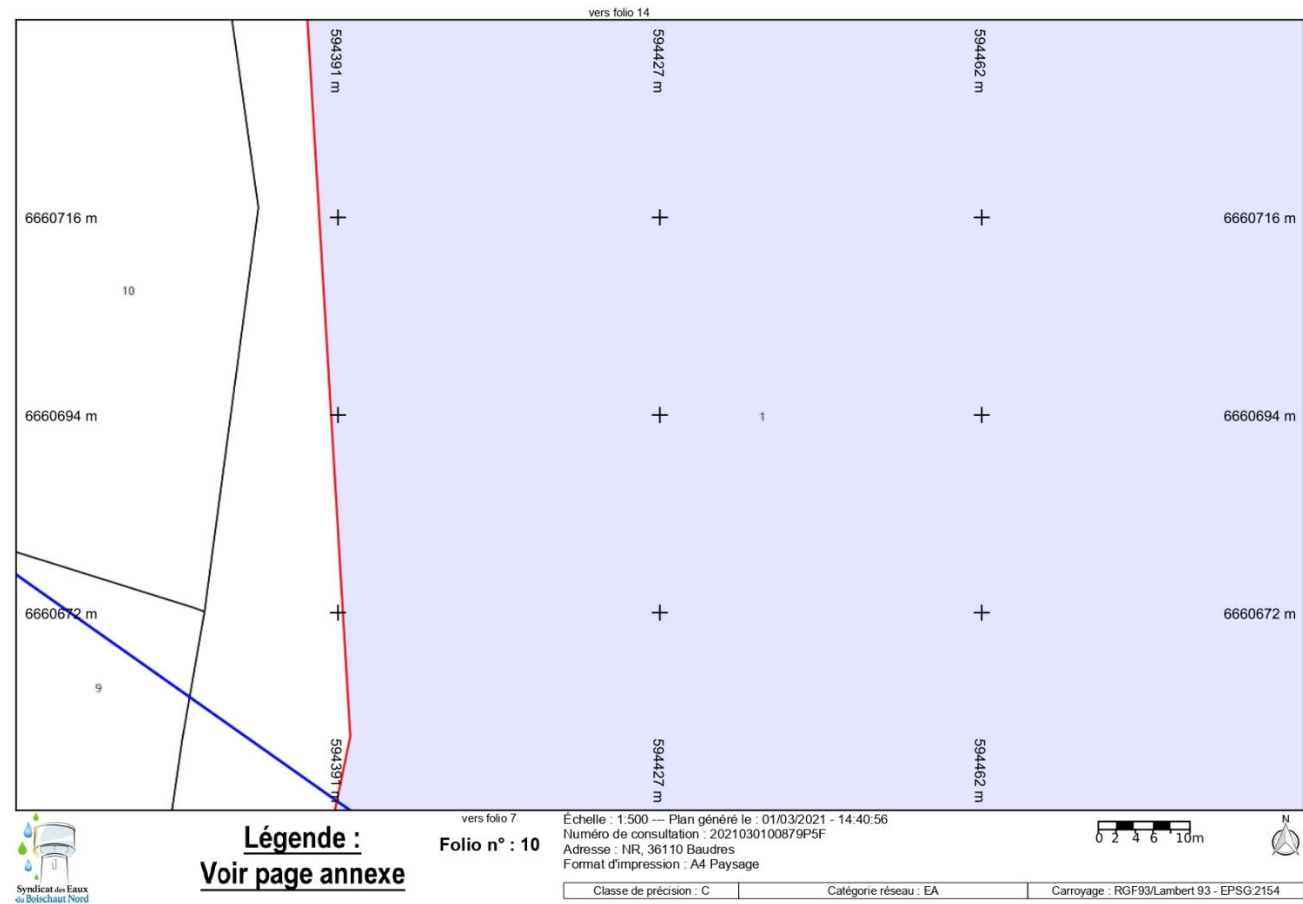 vers folio 14
594391 m
594427 m
594462 m
6660716 m
6660716 m
10
6660694 m
1
6660694 m
6660672 m
6660672 m
9
594391 m
594427 m
594462 m
vers folio 7
Légende :
Voir page annexe
Folio n° : 10
Échelle : 1:500 --- Plan généré le : 01/03/2021 - 14:40:56
Numéro de consultation : 2021030100879P5F
Adresse : NR, 36110 Baudres
Format d'impression : A4 Paysage
Classe de précision : C
Catégorie réseau : EA
Carroyage : RGF93/Lambert 93 - EPSG:2154
0 2 4 6 10m
N
Syndicat des Eaux
du Boischaut Nord